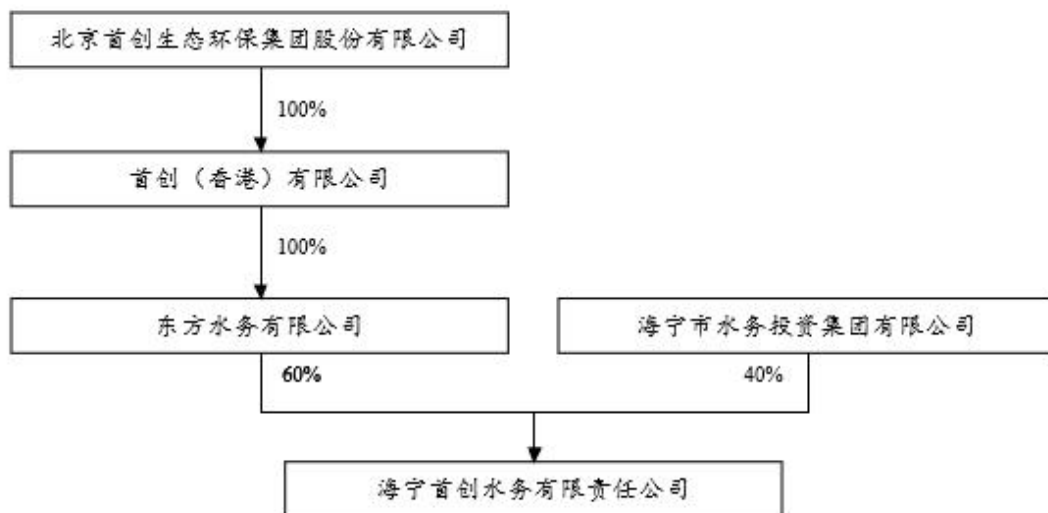 北京首创生态环保集团股份有限公司
100%
首创（香港）有限公司
100%
东方水务有限公司
海宁市水务投资集团有限公司
60%
40%
海宁首创水务有限责任公司